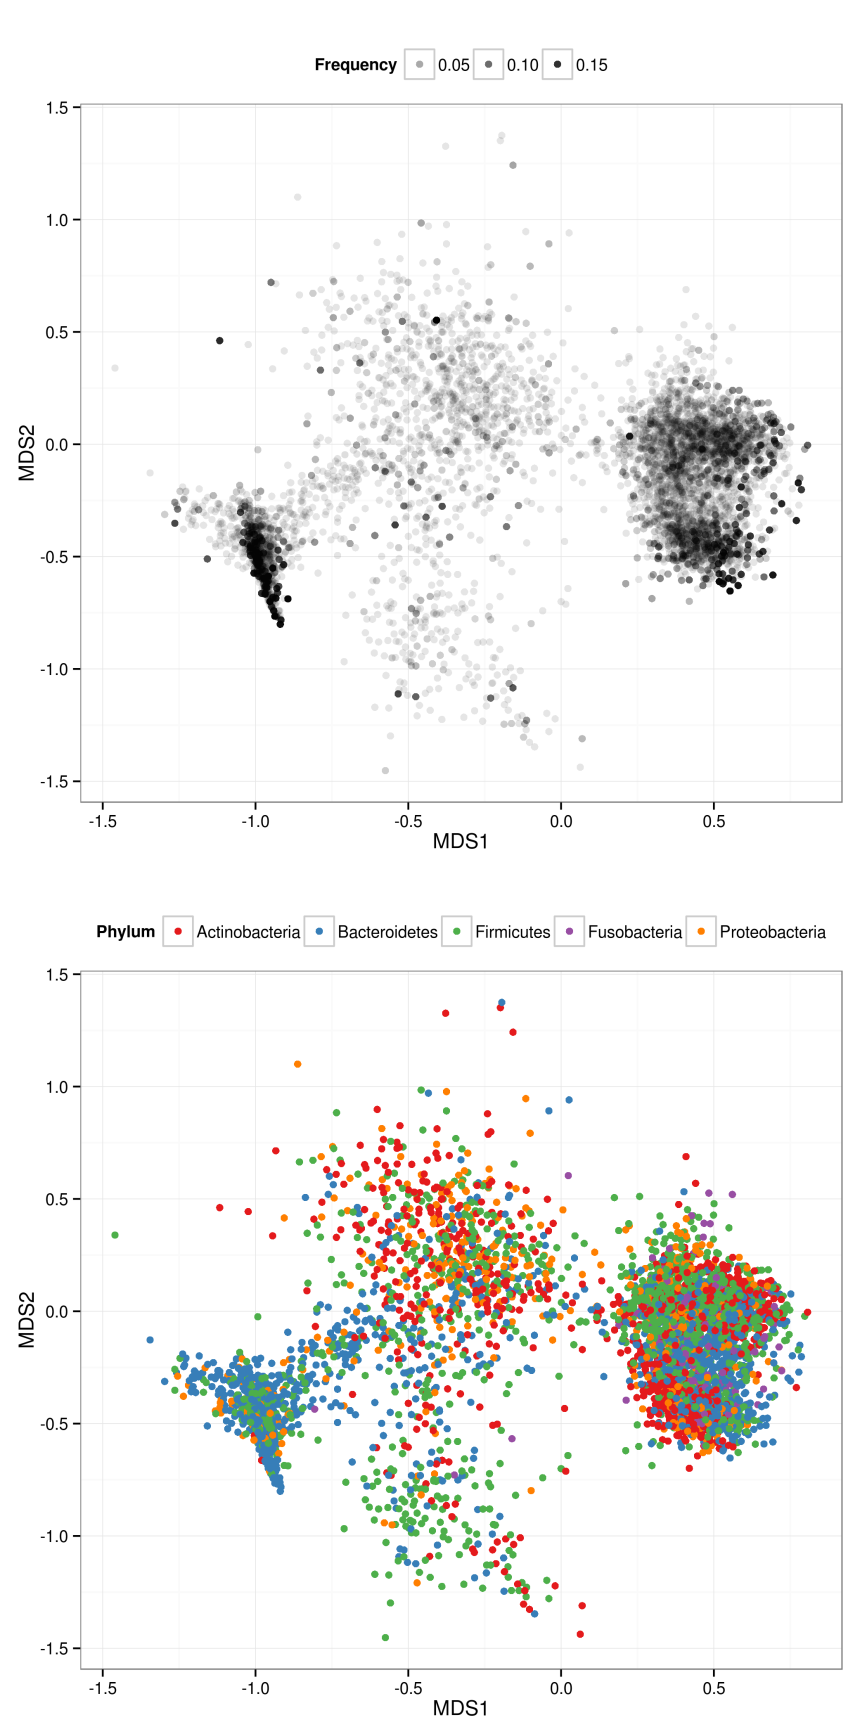 Frequency 0.05 0.10 0.15
1.5
1.0
0.5
0.0
-0.5
-1.0
-1.5
MDS2
-1.5 -1.0 -0.5 0.0 0.5
MDS1
Phylum Actinobacteria Bacteroidetes Firmicutes Fusobacteria Proteobacteria
1.5
1.0
0.5
0.0
-0.5
-1.0
-1.5
MDS2
-1.5 -1.0 -0.5 0.0 0.5
MDS1